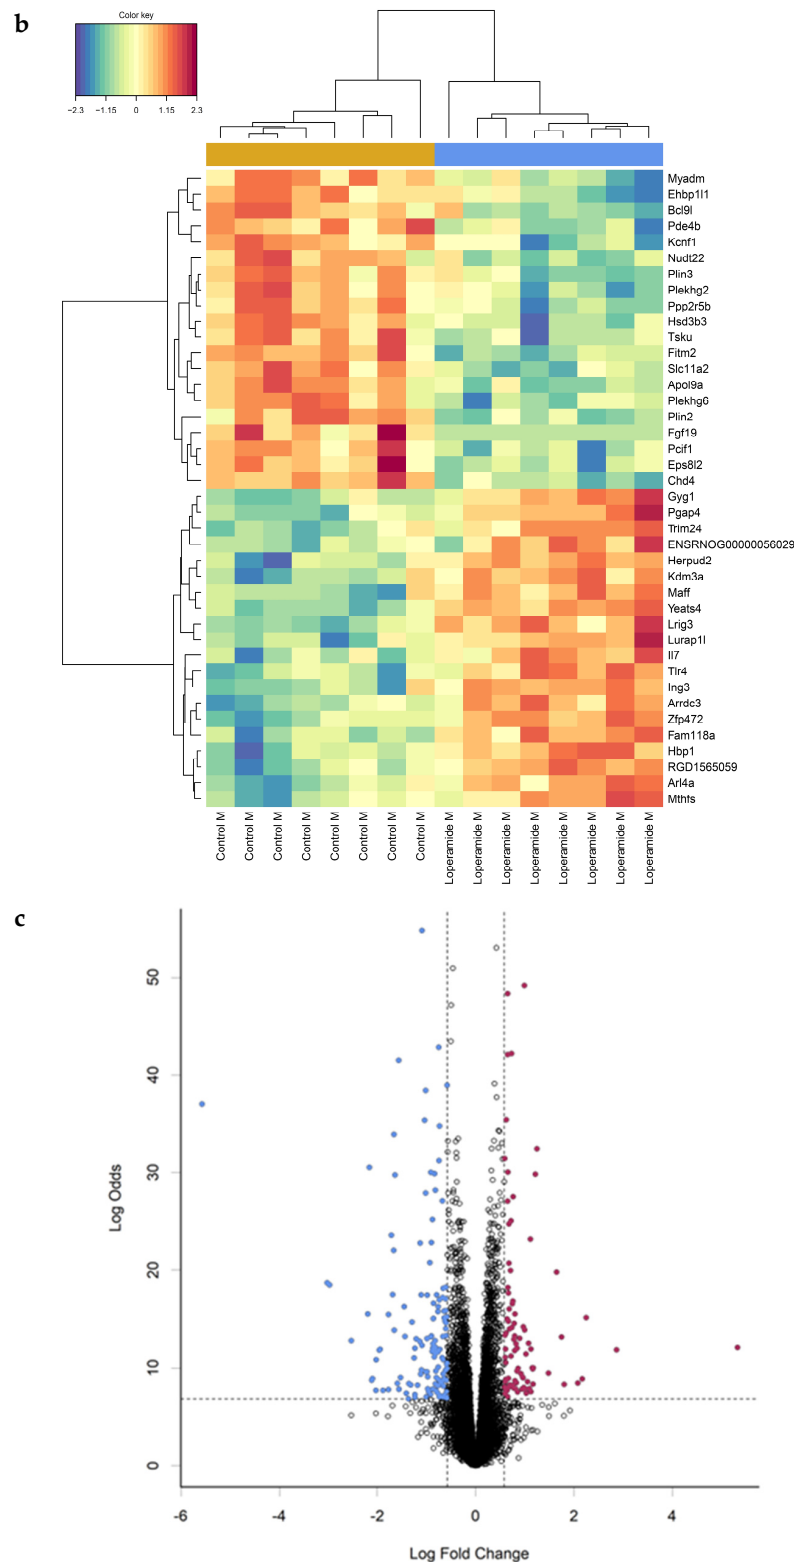 b
Color key
−2.3 −1.15 0 1.15 2.3
Myadm
Ehbp1l1
Bcl9l
Pde4b
Kcnf1
Nudt22
Plin3
Plekhg2
Ppp2r5b
Hsd3b3
Tsku
Fitm2
Slc11a2
Apol9a
Plekhg6
Plin2
Fgf19
Pcif1
Eps8l2
Chd4
Gyg1
Pgap4
Trim24
ENSRNOG00000056029
Herpud2
Kdm3a
Maff
Yeats4
Lrig3
Lurap1l
Il7
Tlr4
Ing3
Arrdc3
Zfp472
Fam118a
Hbp1
RGD1565059
Arl4a
Mthfs
Control M
Control M
Control M
Control M
Control M
Control M
Control M
Control M
Loperamide M
Loperamide M
Loperamide M
Loperamide M
Loperamide M
Loperamide M
Loperamide M
Loperamide M
c
Log Odds
50
40
30
20
10
0
-6 -4 -2 0 2 4
Log Fold Change